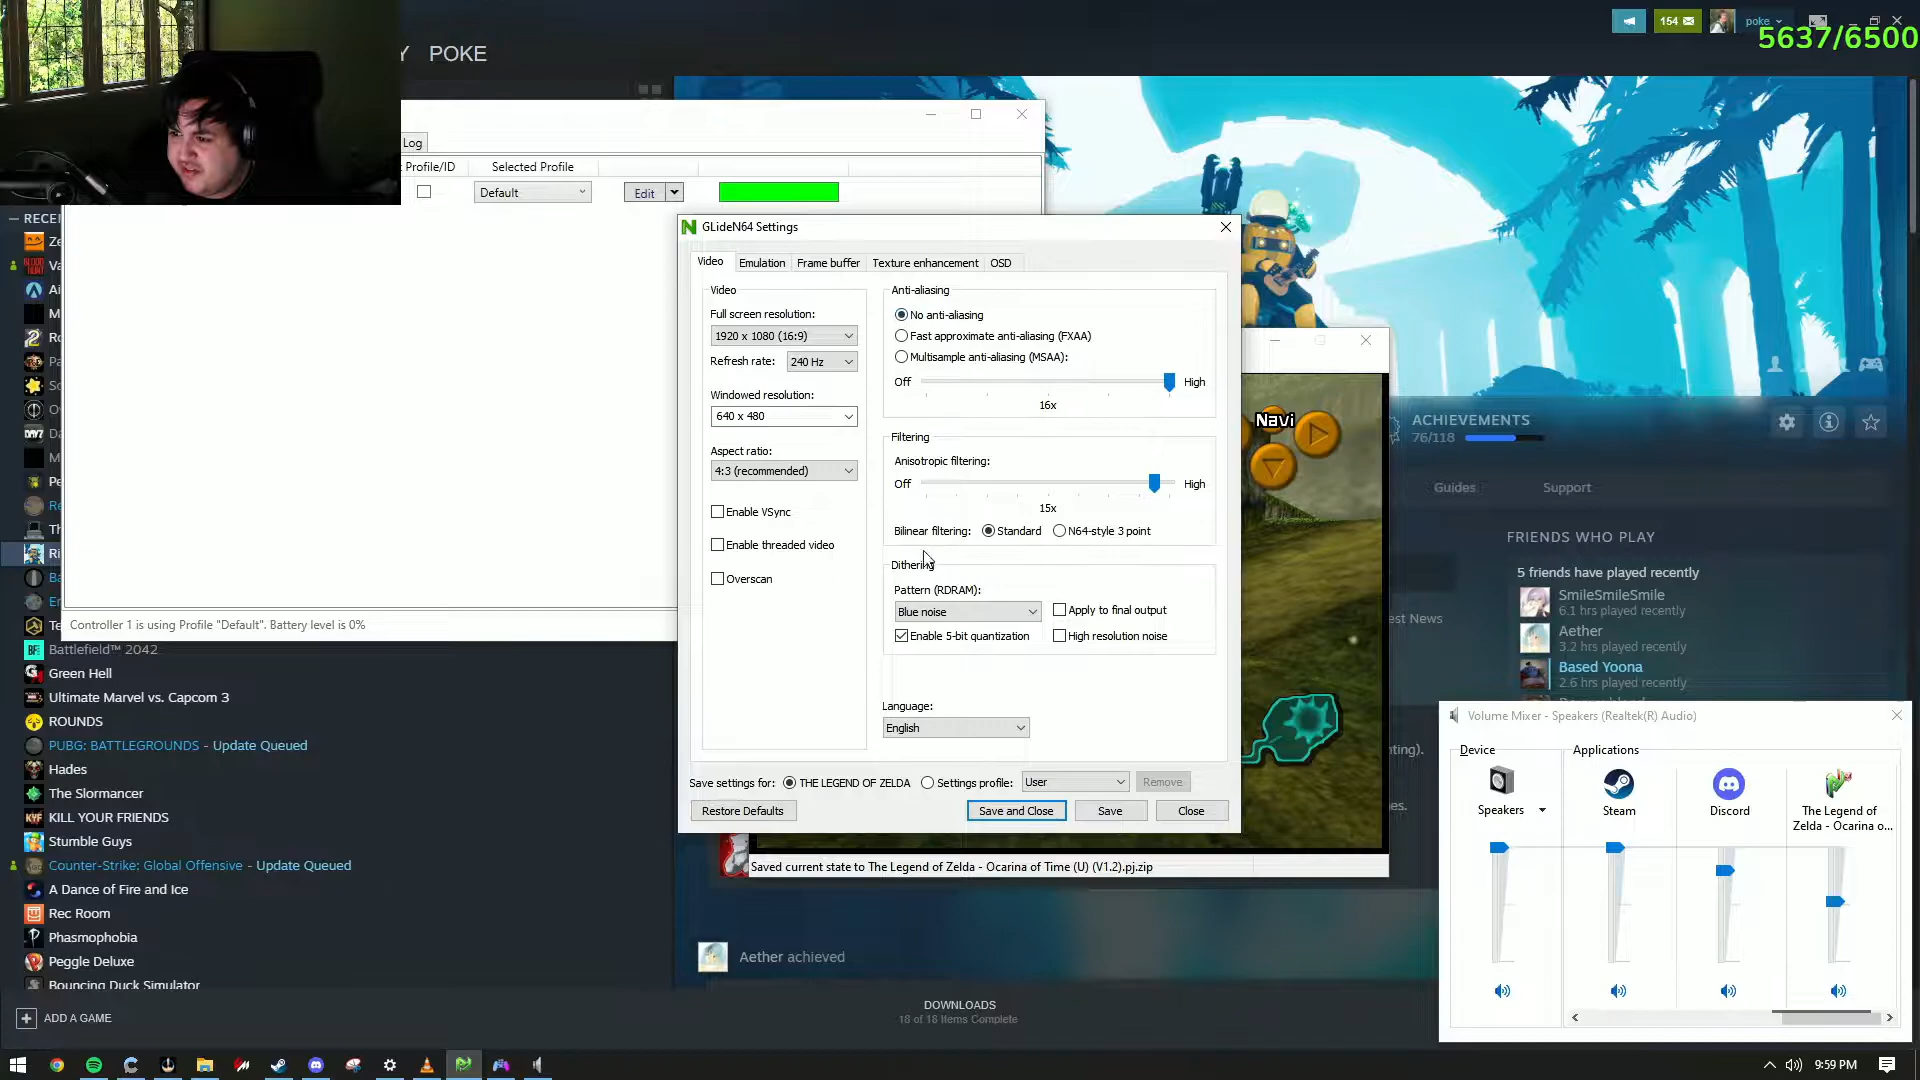 154
poke
5637/6500
Y POKE
Log
Profile/ID
Selected Profile
Default
Edit
RECE
GLideN64 Settings
Video
Emulation
Frame buffer
Texture enhancement
OSD
Video
Full screen resolution:
1920 x 1080 (16:9)
Refresh rate:
240 Hz
Windowed resolution:
640 x 480
Aspect ratio:
4:3 (recommended)
Enable VSync
Enable threaded video
Overscan
Anti-aliasing
No anti-aliasing
Fast approximate anti-aliasing (FXAA)
Multisample anti-aliasing (MSAA):
Off
High
16x
Filtering
Anisotropic filtering:
Off
High
15x
Bilinear filtering:
Standard
N64-style 3 point
Dithering
Pattern (RDRAM):
Blue noise
Apply to final output
Enable 5-bit quantization
High resolution noise
Language:
English
Save settings for:
THE LEGEND OF ZELDA
Settings profile:
User
Remove
Restore Defaults
Save and Close
Save
Close
Navi
Saved current state to The Legend of Zelda - Ocarina of Time (U) (V1.2).pj.zip
Controller 1 is using Profile "Default". Battery level is 0%
Battlefield™ 2042
Green Hell
Ultimate Marvel vs. Capcom 3
ROUNDS
PUBG: BATTLEGROUNDS - Update Queued
Hades
The Slormancer
KILL YOUR FRIENDS
Stumble Guys
Counter-Strike: Global Offensive - Update Queued
A Dance of Fire and Ice
Rec Room
Phasmophobia
Peggle Deluxe
Bouncing Duck Simulator
ADD A GAME
ACHIEVEMENTS
76/118
Guides
Support
FRIENDS WHO PLAY
5 friends have played recently
SmileSmileSmile
6.1 hrs played recently
Aether
3.2 hrs played recently
Based Yoona
2.6 hrs played recently
est News
Aether achieved
DOWNLOADS
18 of 18 Items Complete
Volume Mixer - Speakers (Realtek(R) Audio)
Device
Applications
Speakers
Steam
Discord
The Legend of
Zelda - Ocarina o...
9:59 PM